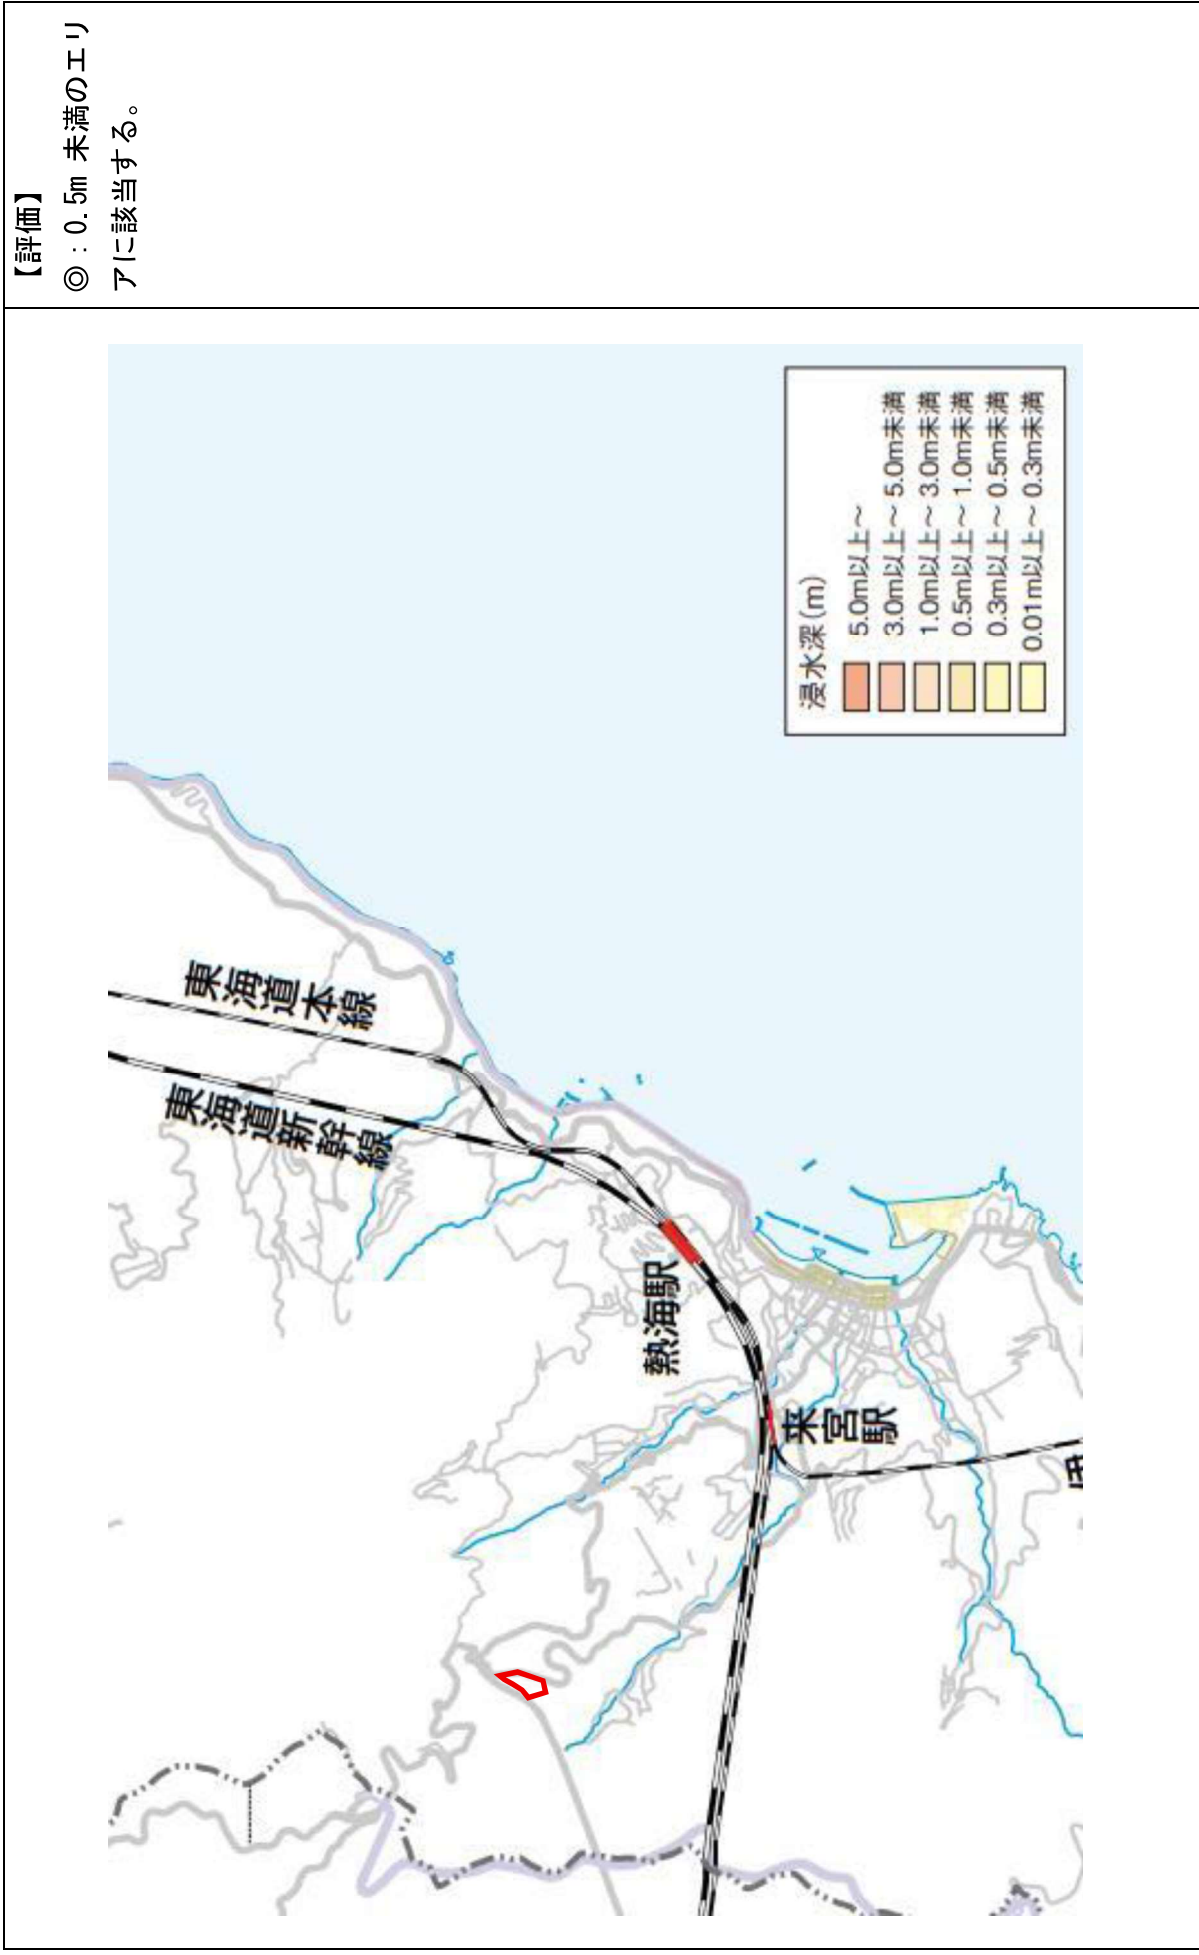 【評価】
◎：0.5m 未満のエリ
アに該当する。
東海道本線
東海道新幹線
熱海駅
来宮駅
浸水深(m)
5.0m以上～
3.0m以上～5.0m未満
1.0m以上～3.0m未満
0.5m以上～1.0m未満
0.3m以上～0.5m未満
0.01m以上～0.3m未満